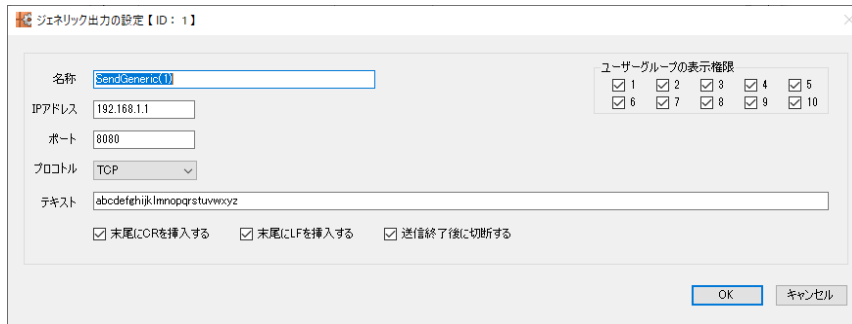 ジェネリック出力の設定【 ID： 1 】
名称 SendGeneric(1)
ユーザーグループの表示権限
1 2 3 4 5
6 7 8 9 10
IPアドレス 192.168.1.1
ポート 8080
プロコトル TCP
テキスト abcdefghijklmnopqrstuvwxyz
末尾にCRを挿入する 末尾にLFを挿入する 送信終了後に切断する
OK キャンセル